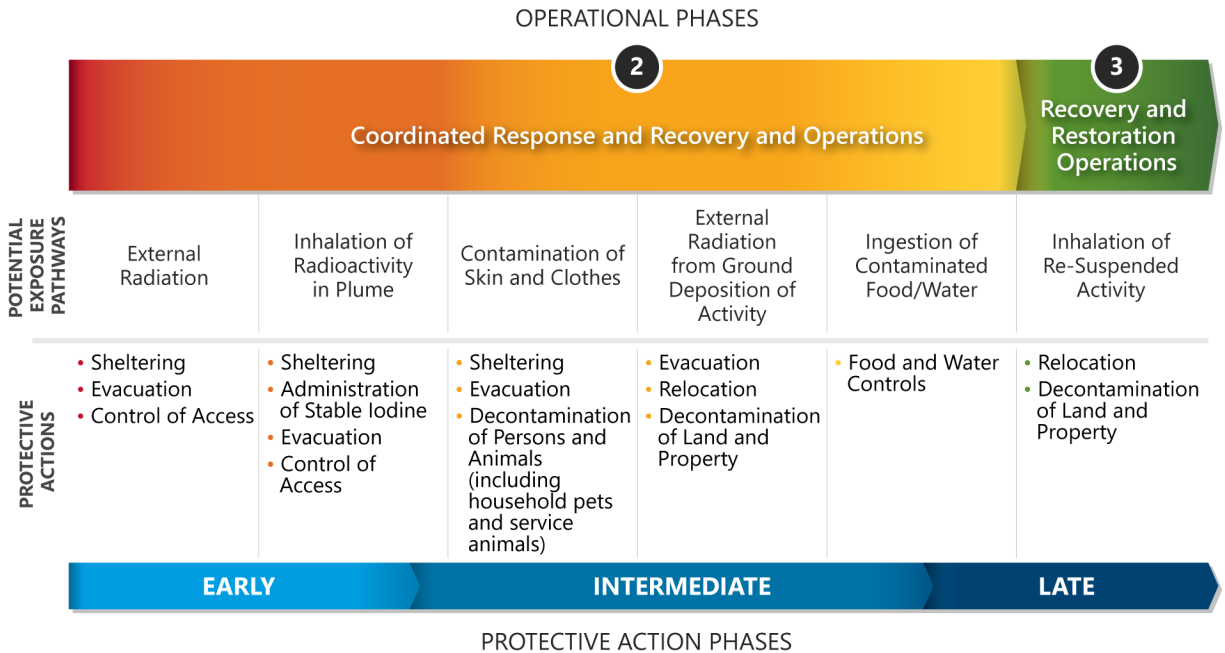 OPERATIONAL PHASES
2
3
Coordinated Response and Recovery and Operations
Recovery and
Restoration
Operations
POTENTIAL
EXPOSURE
PATHWAYS
External
Radiation
Inhalation of
Radioactivity
in Plume
Contamination of
Skin and Clothes
External
Radiation
from Ground
Deposition of
Activity
Ingestion of
Contaminated
Food/Water
Inhalation of
Re-Suspended
Activity
PROTECTIVE
ACTIONS
• Sheltering
• Evacuation
• Control of Access
• Sheltering
• Administration
of Stable Iodine
• Evacuation
• Control of
Access
• Sheltering
• Evacuation
• Decontamination
of Persons and
Animals
(including
household pets
and service
animals)
• Evacuation
• Relocation
• Decontamination
of Land and
Property
• Food and Water
Controls
• Relocation
• Decontamination
of Land and
Property
EARLY
INTERMEDIATE
LATE
PROTECTIVE ACTION PHASES